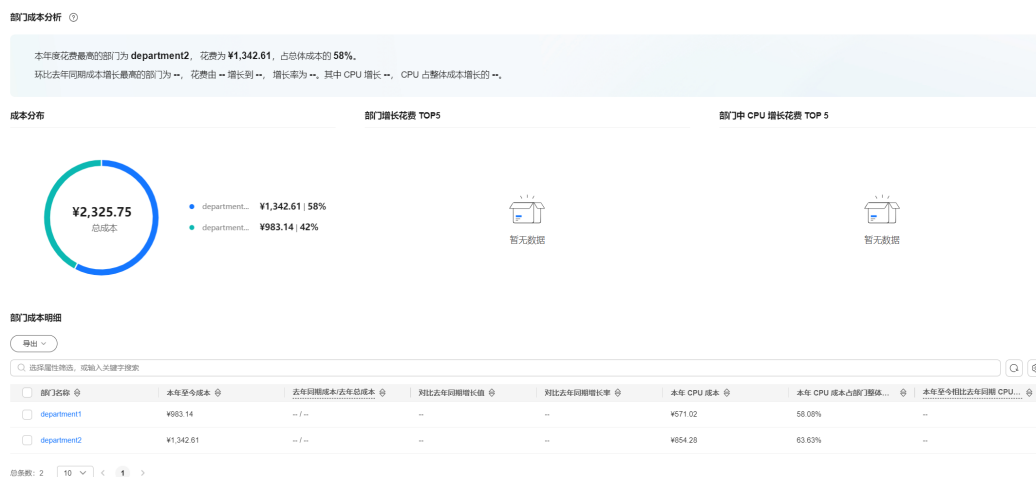 部门成本分析
本年度花费最高的部门为 department2， 花费为 ¥1,342.61，占总体成本的 58%。
环比去年同期成本增长最高的部门为 --， 花费由 -- 增长到 --， 增长率为 --。其中 CPU 增长 --， CPU 占整体成本增长的 --。
成本分布 部门增长花费 TOP5 部门中 CPU 增长花费 TOP 5
¥2,325.75
总成本
department... ¥1,342.61 | 58%
department... ¥983.14 | 42%
暂无数据 暂无数据
部门成本明细
导出
选择属性筛选，或输入关键字搜索
部门名称 本年至今成本 去年同期成本/去年总成本 对比去年同期增长值 对比去年同期增长率 本年 CPU 成本 本年 CPU 成本占部门整体... 本年至今相比去年同期 CPU...
department1 ¥983.14 -- / -- -- -- ¥571.02 58.08% --
department2 ¥1,342.61 -- / -- -- -- ¥854.28 63.63% --
总条数： 2 10 < 1 >